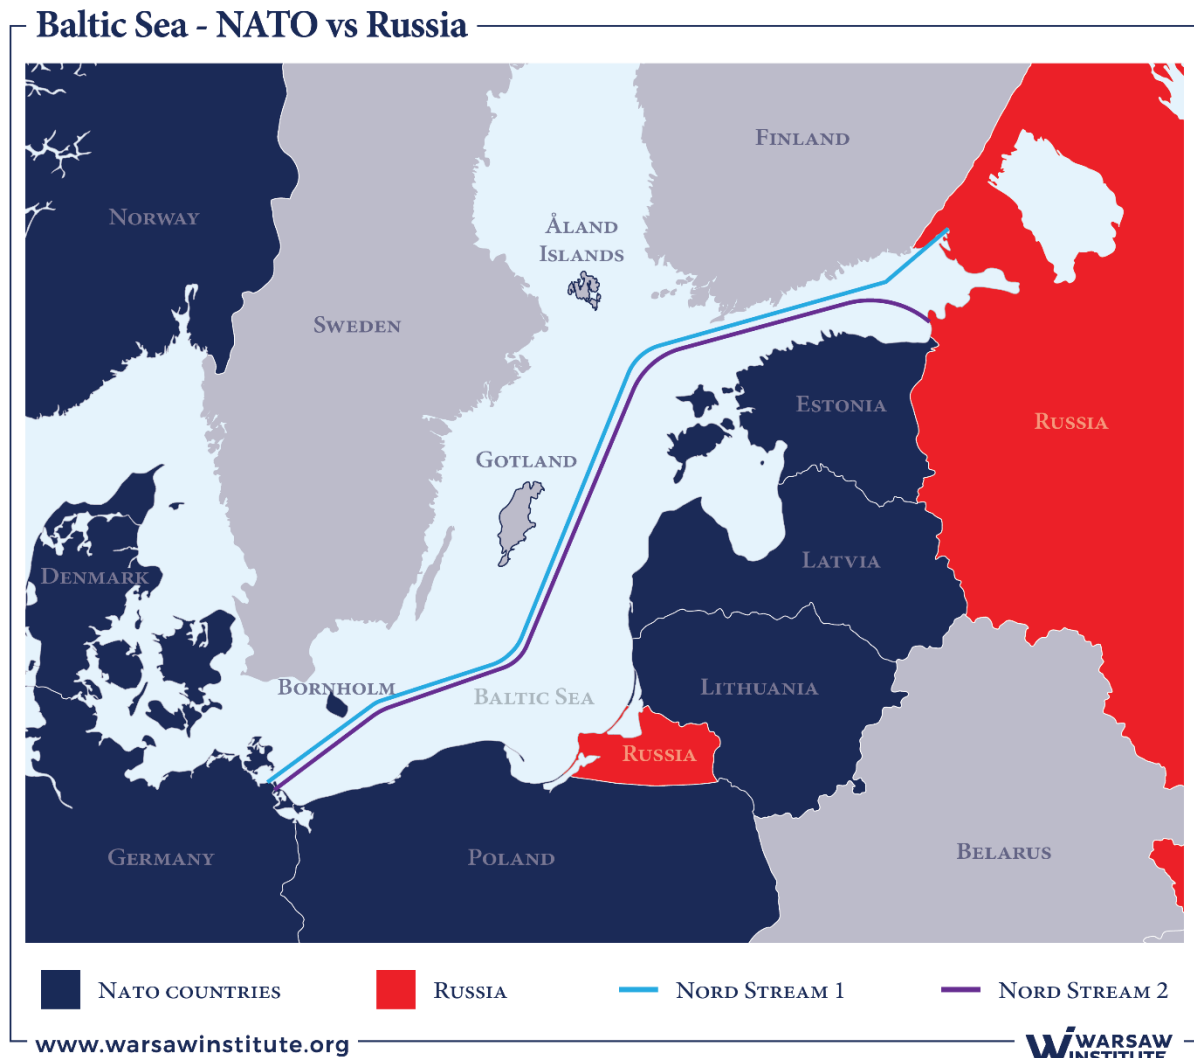 Baltic Sea - NATO vs Russia
Finland
Norway
Åland
Islands
Sweden
Estonia
Russia
Gotland
Latvia
Denmark
Bornholm
Baltic Sea
Lithuania
Russia
Germany
Poland
Belarus
Nato countries
Russia
Nord Stream 1
Nord Stream 2
www.warsawinstitute.org
WARSAW
INSTITUTE